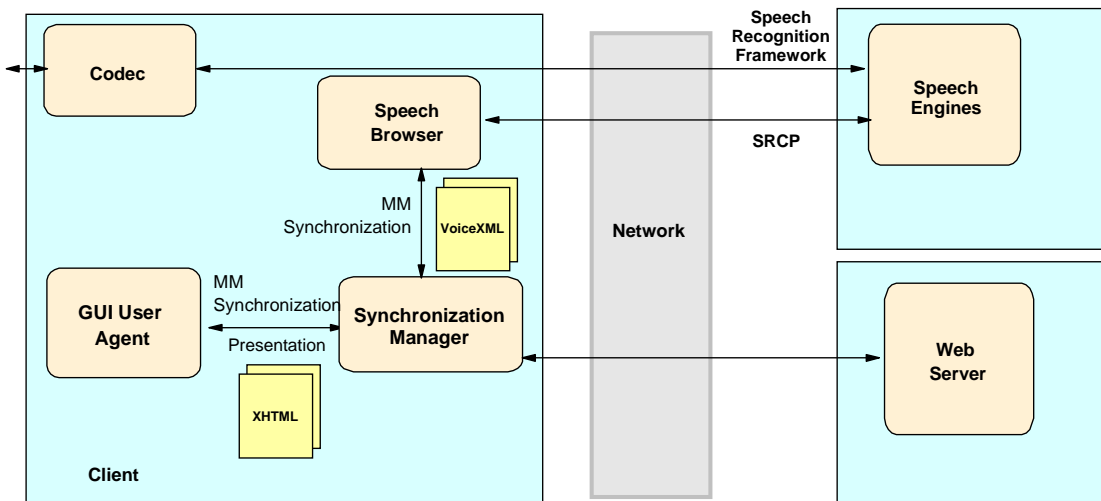 Speech
Recognition
Framework
Codec
Speech
Browser
Speech
Engines
SRCP
MM
Synchronization
VoiceXML
Network
MM
Synchronization
GUI User
Agent
Synchronization
Manager
Presentation
Web
Server
XHTML
Client